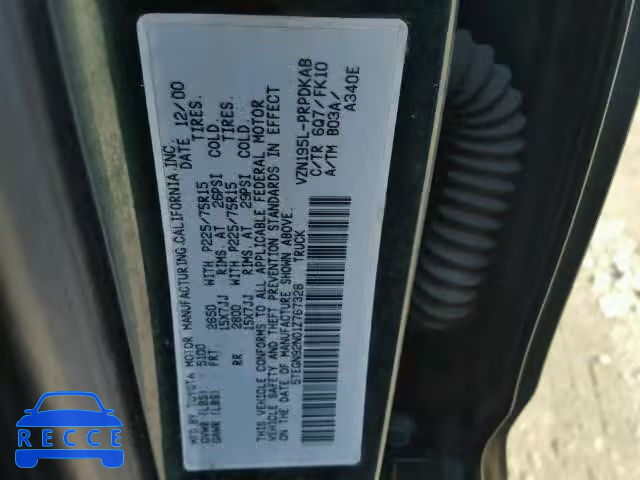 MFD BY TOYOTA MOTOR MANUFACTURING,CALIFORNIA INC.
DATE 12/00
GVWR (LBS) 5100
GAWR (LBS) FRT 2650 WITH P225/75R15 TIRES,
15X7JJ RIMS, AT 26PSI COLD.
RR 2800 WITH P225/75R15 TIRES,
15X7JJ RIMS, AT 29PSI COLD.
THIS VEHICLE CONFORMS TO ALL APPLICABLE FEDERAL MOTOR
VEHICLE SAFETY AND THEFT PREVENTION STANDARDS IN EFFECT
ON THE DATE OF MANUFACTURE SHOWN ABOVE.
5TEGN92N01Z767328 TRUCK
VZN195L-PRPDKAB
C/TR 6Q7/FK10
A/TM B03A/
A340E
RECCE